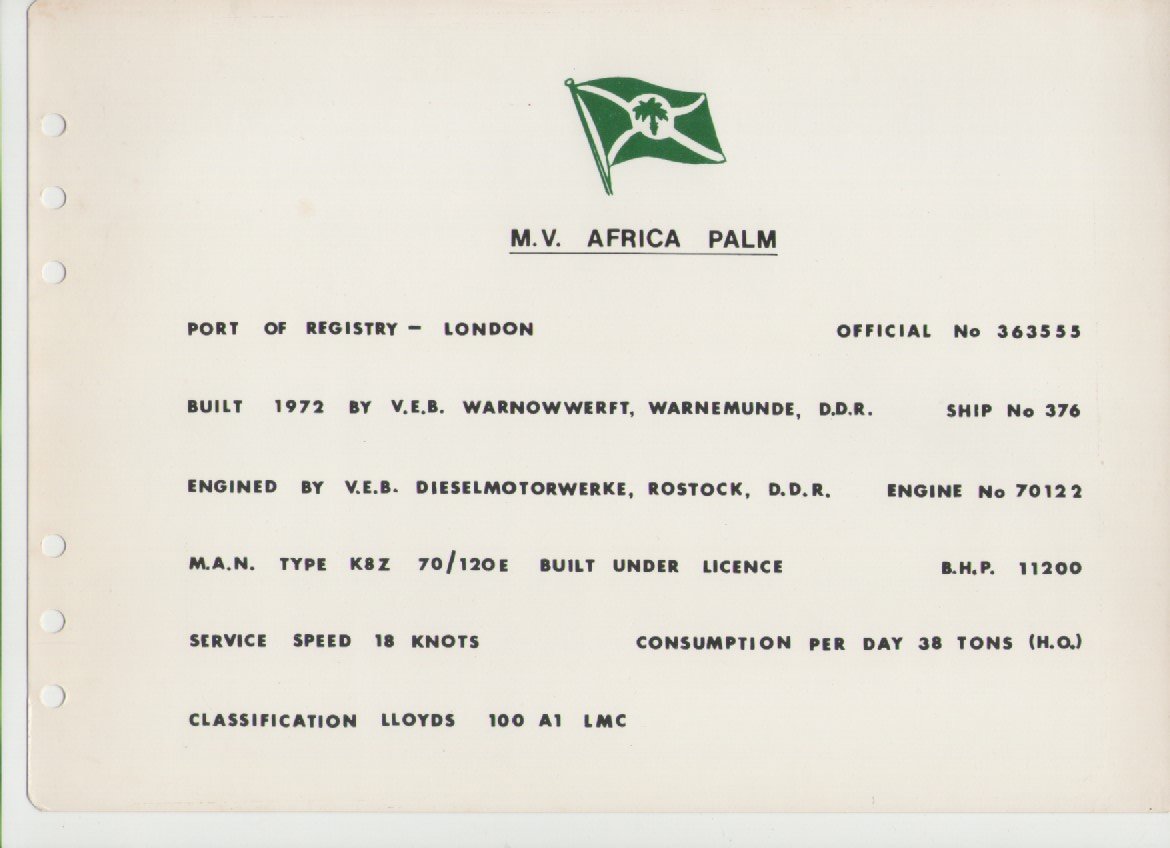 M.V. AFRICA PALM
PORT OF REGISTRY – LONDON OFFICIAL No 363555
BUILT 1972 BY V.E.B. WARNOWWERFT, WARNEMUNDE, D.D.R. SHIP No 376
ENGINED BY V.E.B. DIESELMOTORWERKE, ROSTOCK, D.D.R. ENGINE No 70122
M.A.N. TYPE K8Z 70/120E BUILT UNDER LICENCE B.H.P. 11200
SERVICE SPEED 18 KNOTS CONSUMPTION PER DAY 38 TONS (H.O.)
CLASSIFICATION LLOYDS 100 A1 LMC